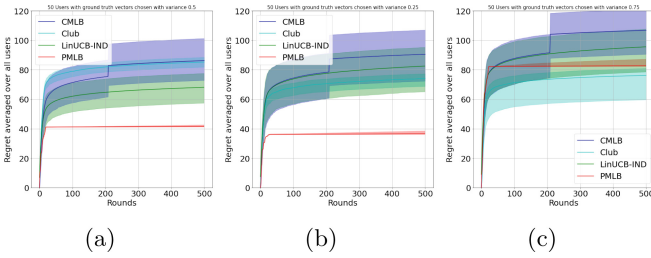 50 Users with ground truth vectors chosen with variance 0.5
120
100
80
60
40
20
0
0 100 200 300 400 500
Rounds
Regret averaged over all users
CMLB
Club
LinUCB-IND
PMLB
(a)
50 Users with ground truth vectors chosen with variance 0.25
120
100
80
60
40
20
0
0 100 200 300 400 500
Rounds
Regret averaged over all users
CMLB
Club
LinUCB-IND
PMLB
(b)
50 Users with ground truth vectors chosen with variance 0.75
120
100
80
60
40
20
0
0 100 200 300 400 500
Rounds
Regret averaged over all users
CMLB
Club
LinUCB-IND
PMLB
(c)